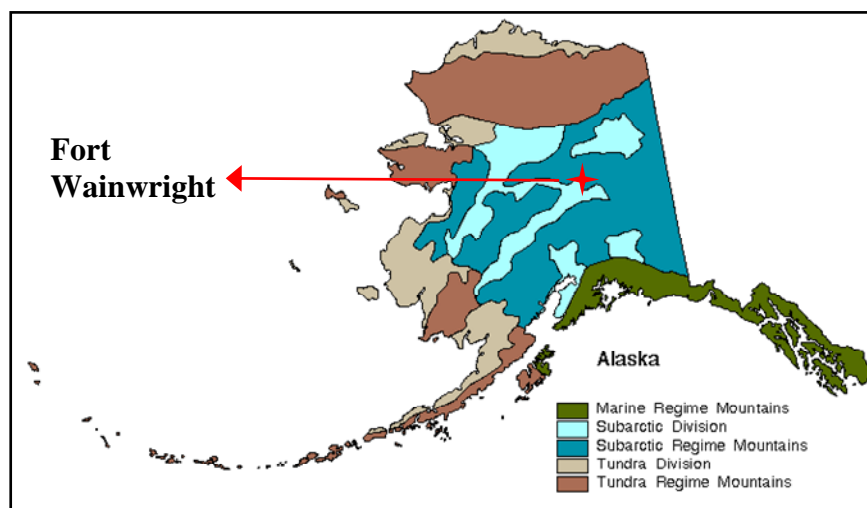 Fort
Wainwright
Alaska
Marine Regime Mountains
Subarctic Division
Subarctic Regime Mountains
Tundra Division
Tundra Regime Mountains